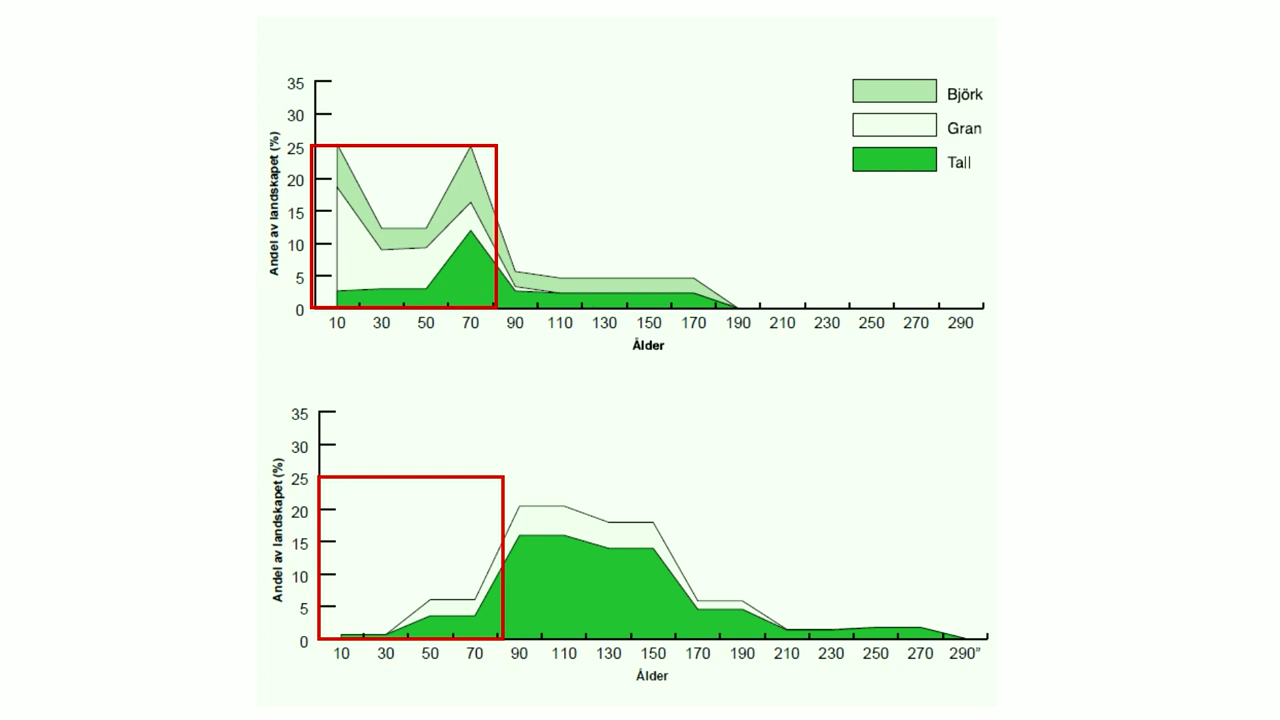 35
30
25
20
15
10
5
0
Andel av landskapet (%)
Björk
Gran
Tall
10 30 50 70 90 110 130 150 170 190 210 230 250 270 290
Ålder
35
30
25
20
15
10
5
0
Andel av landskapet (%)
10 30 50 70 90 110 130 150 170 190 210 230 250 270 290"
Ålder